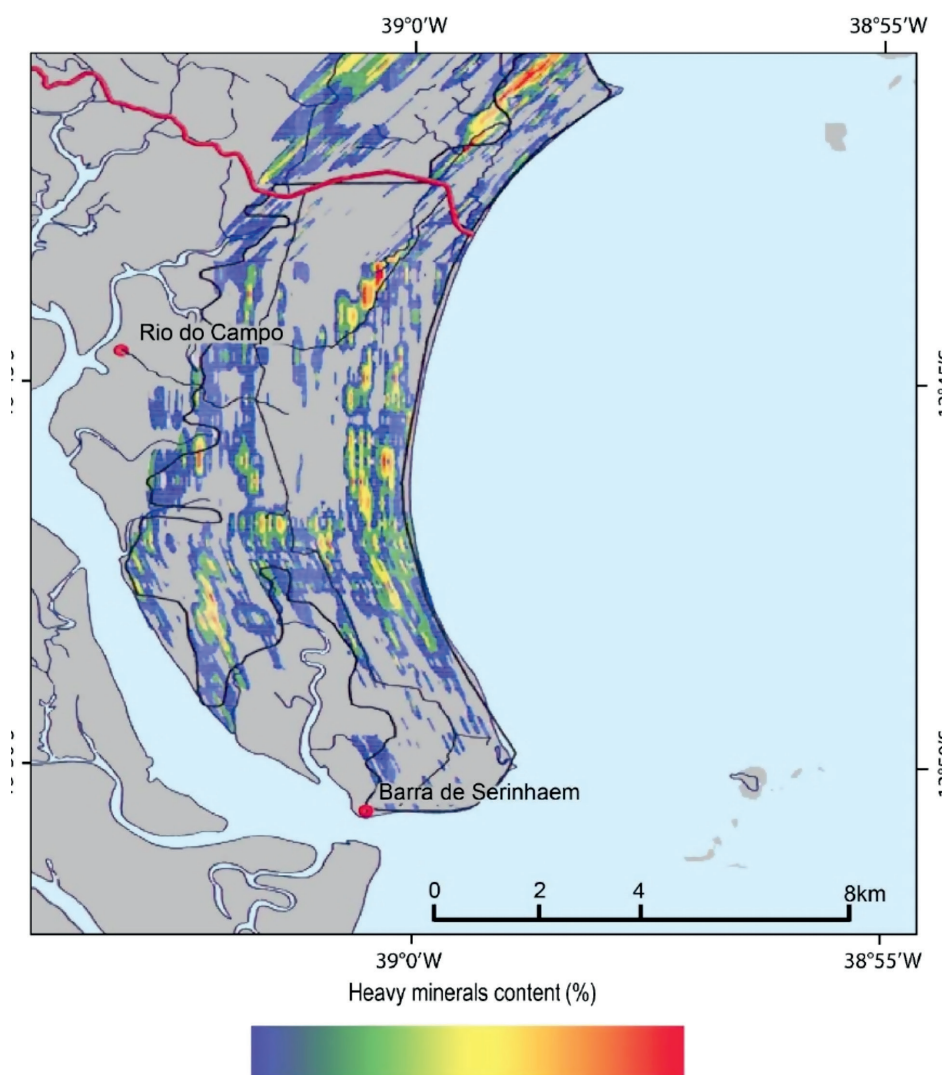 39°0'W
38°55'W
Rio do Campo
Barra de Serinhaem
0 2 4 8km
39°0'W
38°55'W
Heavy minerals content (%)